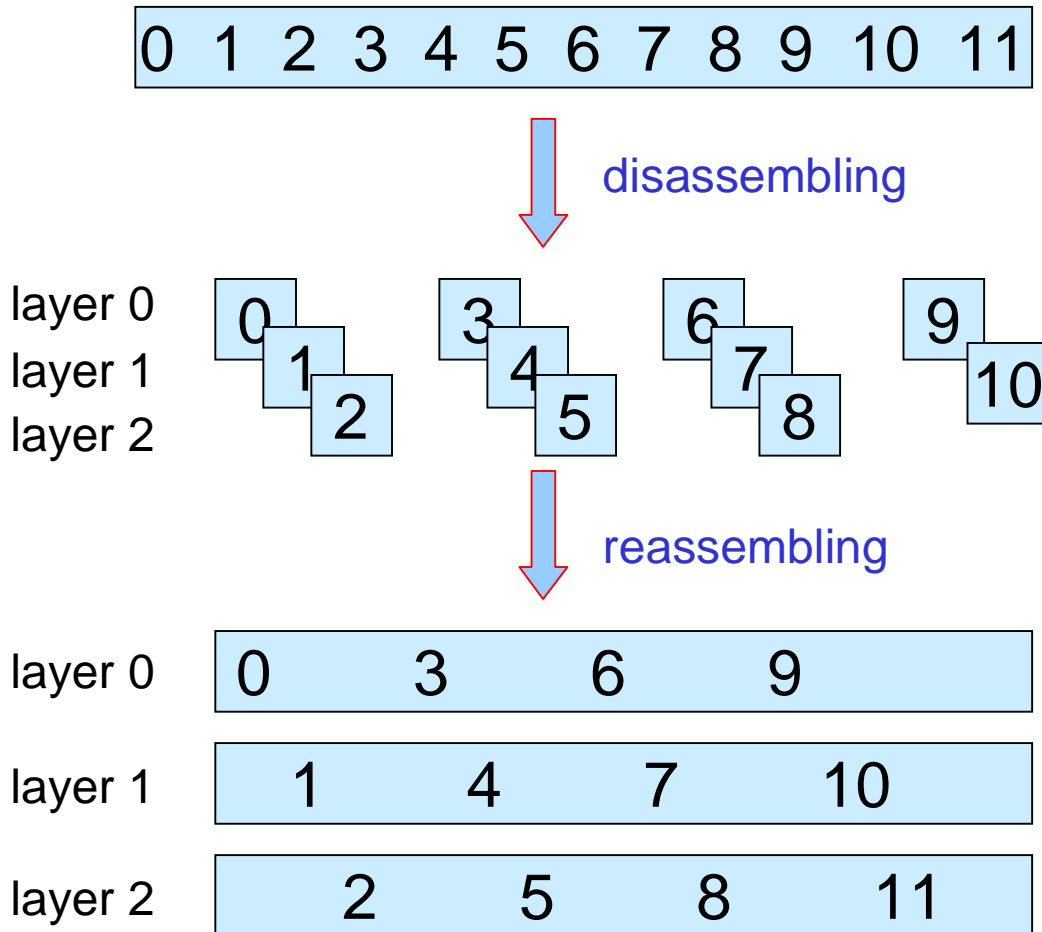 0 1 2 3 4 5 6 7 8 9 10 11
disassembling
layer 0 0 3 6 9
layer 1 1 4 7 10
layer 2 2 5 8
reassembling
layer 0 0 3 6 9
layer 1 1 4 7 10
layer 2 2 5 8 11